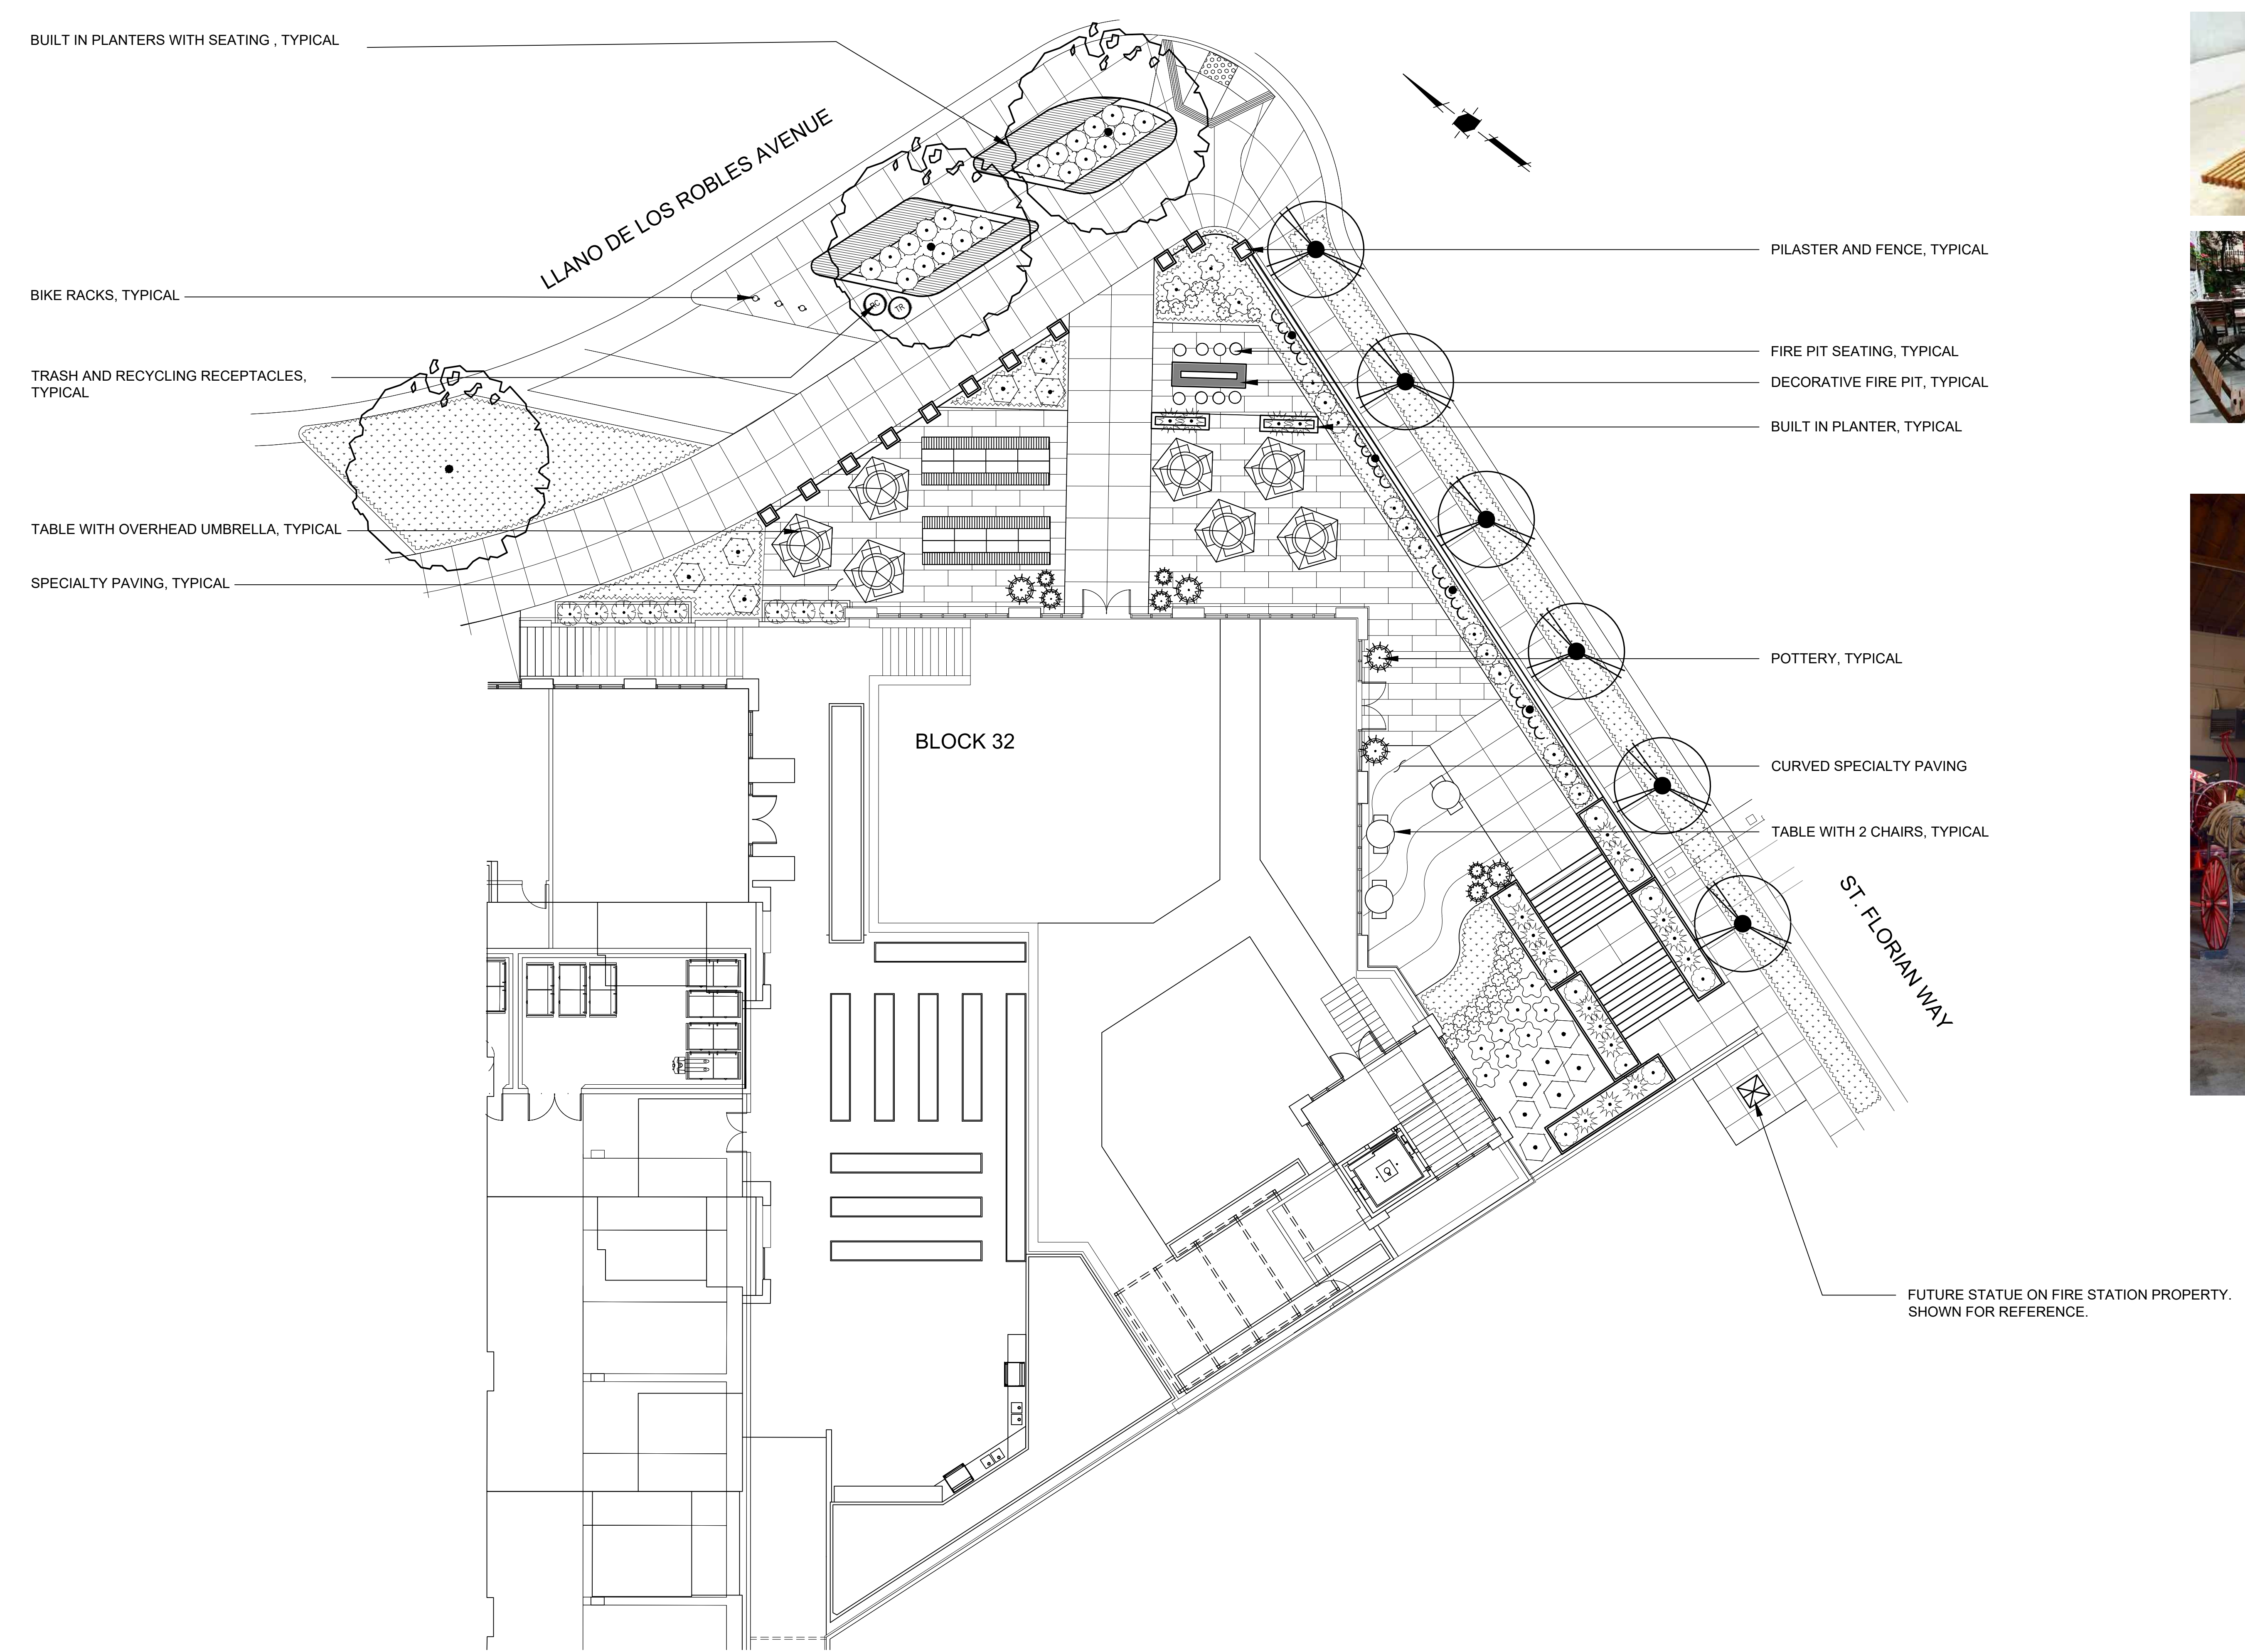 BUILT IN PLANTERS WITH SEATING , TYPICAL
LLANO DE LOS ROBLES AVENUE
BIKE RACKS, TYPICAL
RC
TR
TRASH AND RECYCLING RECEPTACLES,
TYPICAL
TABLE WITH OVERHEAD UMBRELLA, TYPICAL
SPECIALTY PAVING, TYPICAL
PILASTER AND FENCE, TYPICAL
FIRE PIT SEATING, TYPICAL
DECORATIVE FIRE PIT, TYPICAL
BUILT IN PLANTER, TYPICAL
POTTERY, TYPICAL
BLOCK 32
CURVED SPECIALTY PAVING
TABLE WITH 2 CHAIRS, TYPICAL
ST. FLORIAN WAY
FUTURE STATUE ON FIRE STATION PROPERTY.
SHOWN FOR REFERENCE.